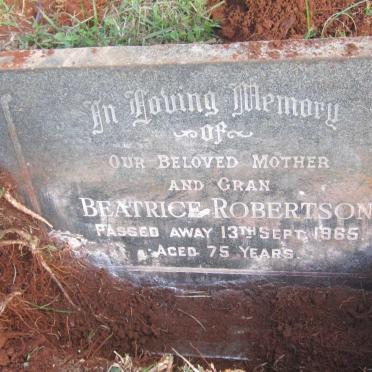 In Loving Memory
OF
OUR BELOVED MOTHER
AND GRAN
BEATRICE ROBERTSON
PASSED AWAY 13TH SEPT. 1965.
AGED 75 YEARS.